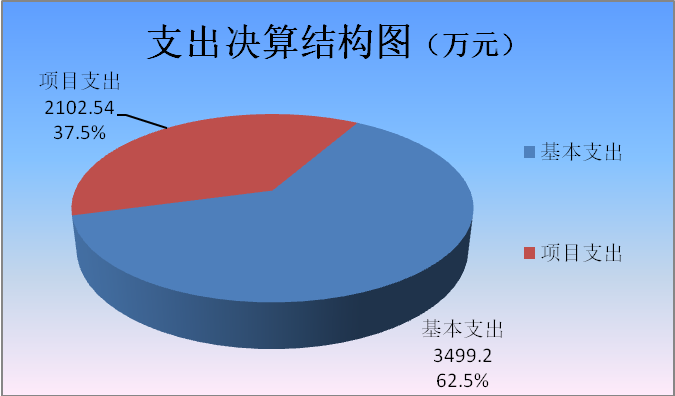 支出决算结构图（万元）
项目支出
2102.54
37.5%
基本支出
项目支出
基本支出
3499.2
62.5%